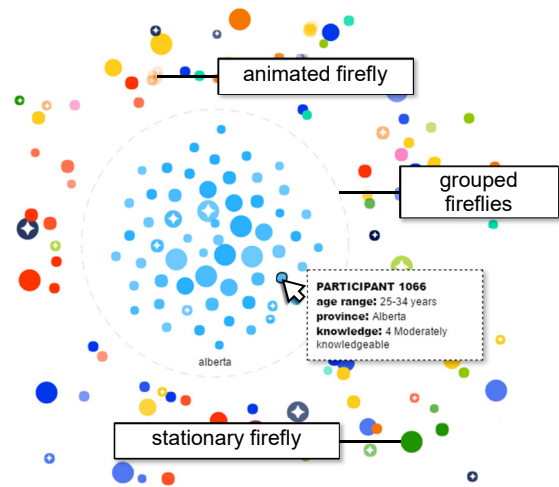 animated firefly
grouped
fireflies
PARTICIPANT 1066
age range: 25-34 years
province: Alberta
knowledge: 4 Moderately
knowledgeable
alberta
stationary firefly